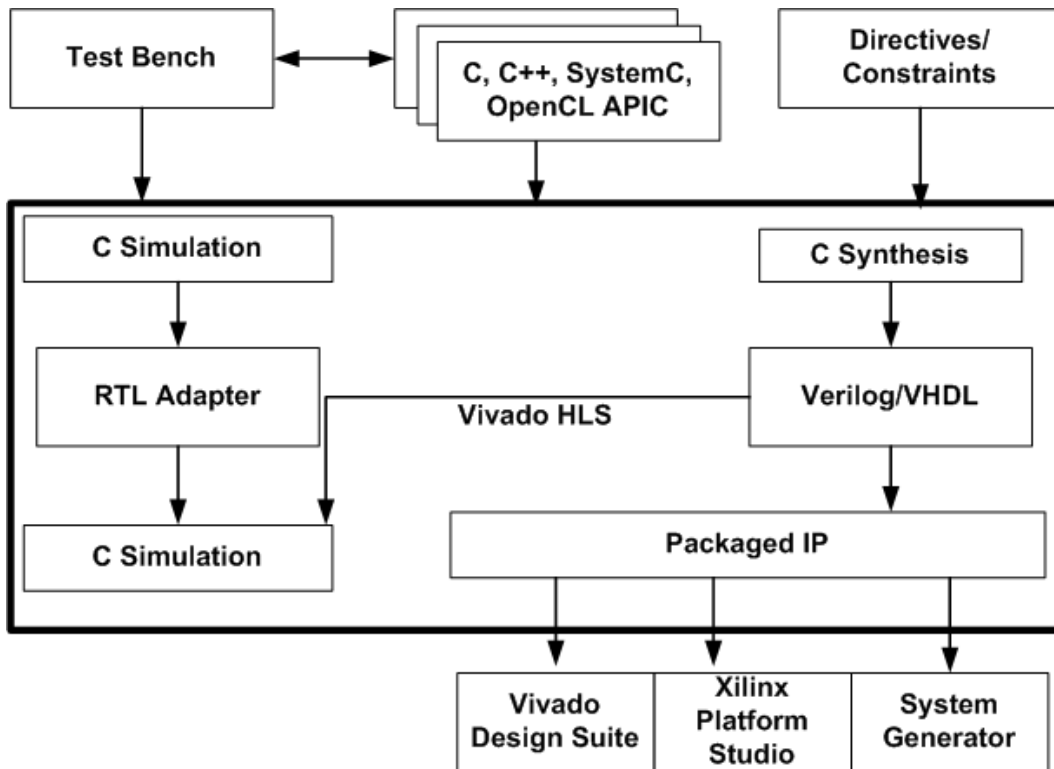 Test Bench
C, C++, SystemC,
OpenCL APIC
Directives/
Constraints
C Simulation
C Synthesis
RTL Adapter
Vivado HLS
Verilog/VHDL
C Simulation
Packaged IP
Vivado
Design Suite
Xilinx
Platform
Studio
System
Generator